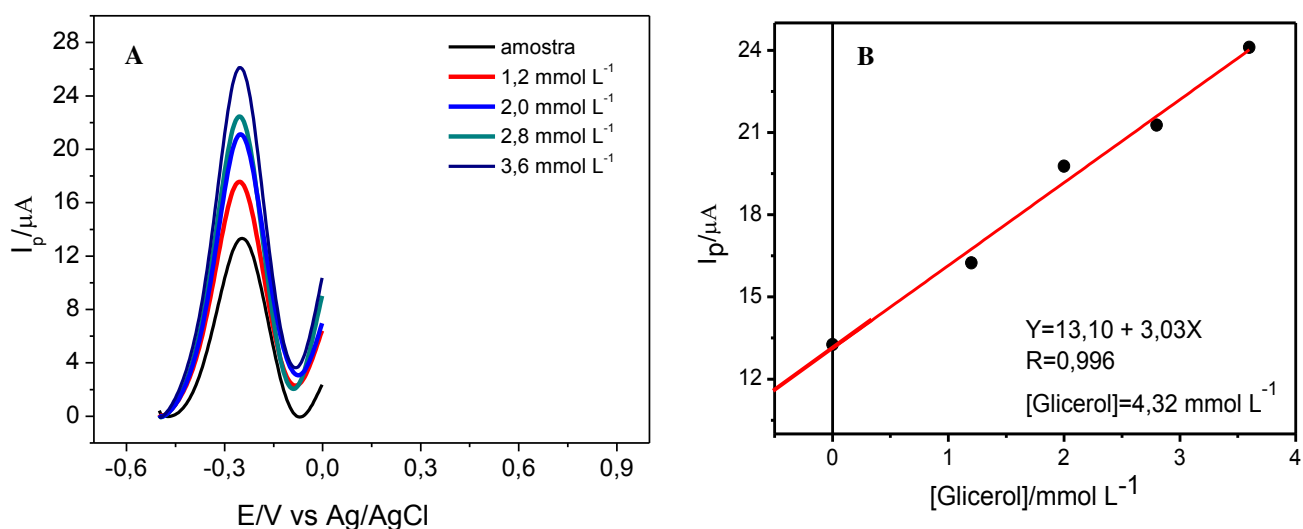 A
28
24
20
16
12
8
4
0
I_p/μA
-0,6
-0,3
0,0
0,3
0,6
0,9
E/V vs Ag/AgCl
amostra
1,2 mmol L⁻¹
2,0 mmol L⁻¹
2,8 mmol L⁻¹
3,6 mmol L⁻¹
B
24
21
18
15
12
Ip/μA
0
1
2
3
4
[Glicerol]/mmol L⁻¹
Y=13,10 + 3,03X
R=0,996
[Glicerol]=4,32 mmol L⁻¹